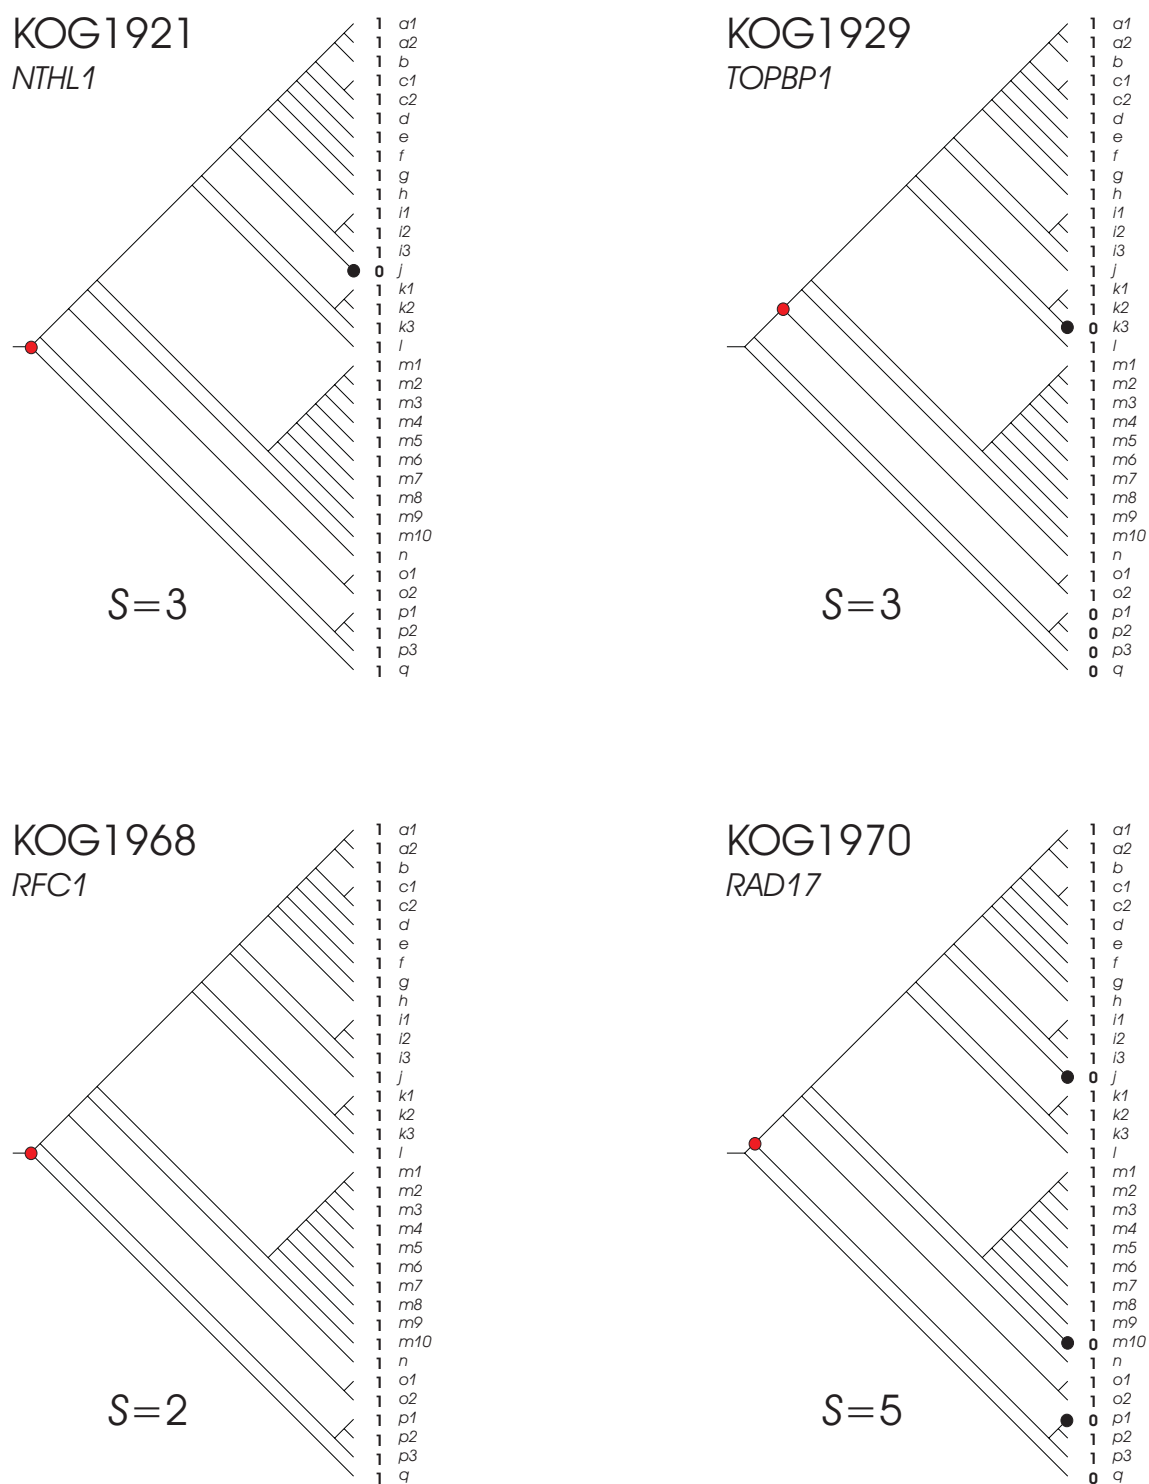 KOG1921
NTHL1
1 a1
1 a2
1 b
1 c1
1 c2
1 d
1 e
1 f
1 g
1 h
1 i1
1 i2
1 i3
0 j
1 k1
1 k2
1 k3
1 l
1 m1
1 m2
1 m3
1 m4
1 m5
1 m6
1 m7
1 m8
1 m9
1 m10
1 n
1 o1
1 o2
1 p1
1 p2
1 p3
1 q
S=3
KOG1929
TOPBP1
1 a1
1 a2
1 b
1 c1
1 c2
1 d
1 e
1 f
1 g
1 h
1 i1
1 i2
1 i3
1 j
1 k1
1 k2
0 k3
1 l
1 m1
1 m2
1 m3
1 m4
1 m5
1 m6
1 m7
1 m8
1 m9
1 m10
1 n
1 o1
1 o2
0 p1
0 p2
0 p3
0 q
S=3
KOG1968
RFC1
1 a1
1 a2
1 b
1 c1
1 c2
1 d
1 e
1 f
1 g
1 h
1 i1
1 i2
1 i3
1 j
1 k1
1 k2
1 k3
1 l
1 m1
1 m2
1 m3
1 m4
1 m5
1 m6
1 m7
1 m8
1 m9
1 m10
1 n
1 o1
1 o2
1 p1
1 p2
1 p3
1 q
S=2
KOG1970
RAD17
1 a1
1 a2
1 b
1 c1
1 c2
1 d
1 e
1 f
1 g
1 h
1 i1
1 i2
1 i3
0 j
1 k1
1 k2
1 k3
1 l
1 m1
1 m2
1 m3
1 m4
1 m5
1 m6
1 m7
1 m8
1 m9
0 m10
1 n
1 o1
1 o2
0 p1
1 p2
1 p3
0 q
S=5